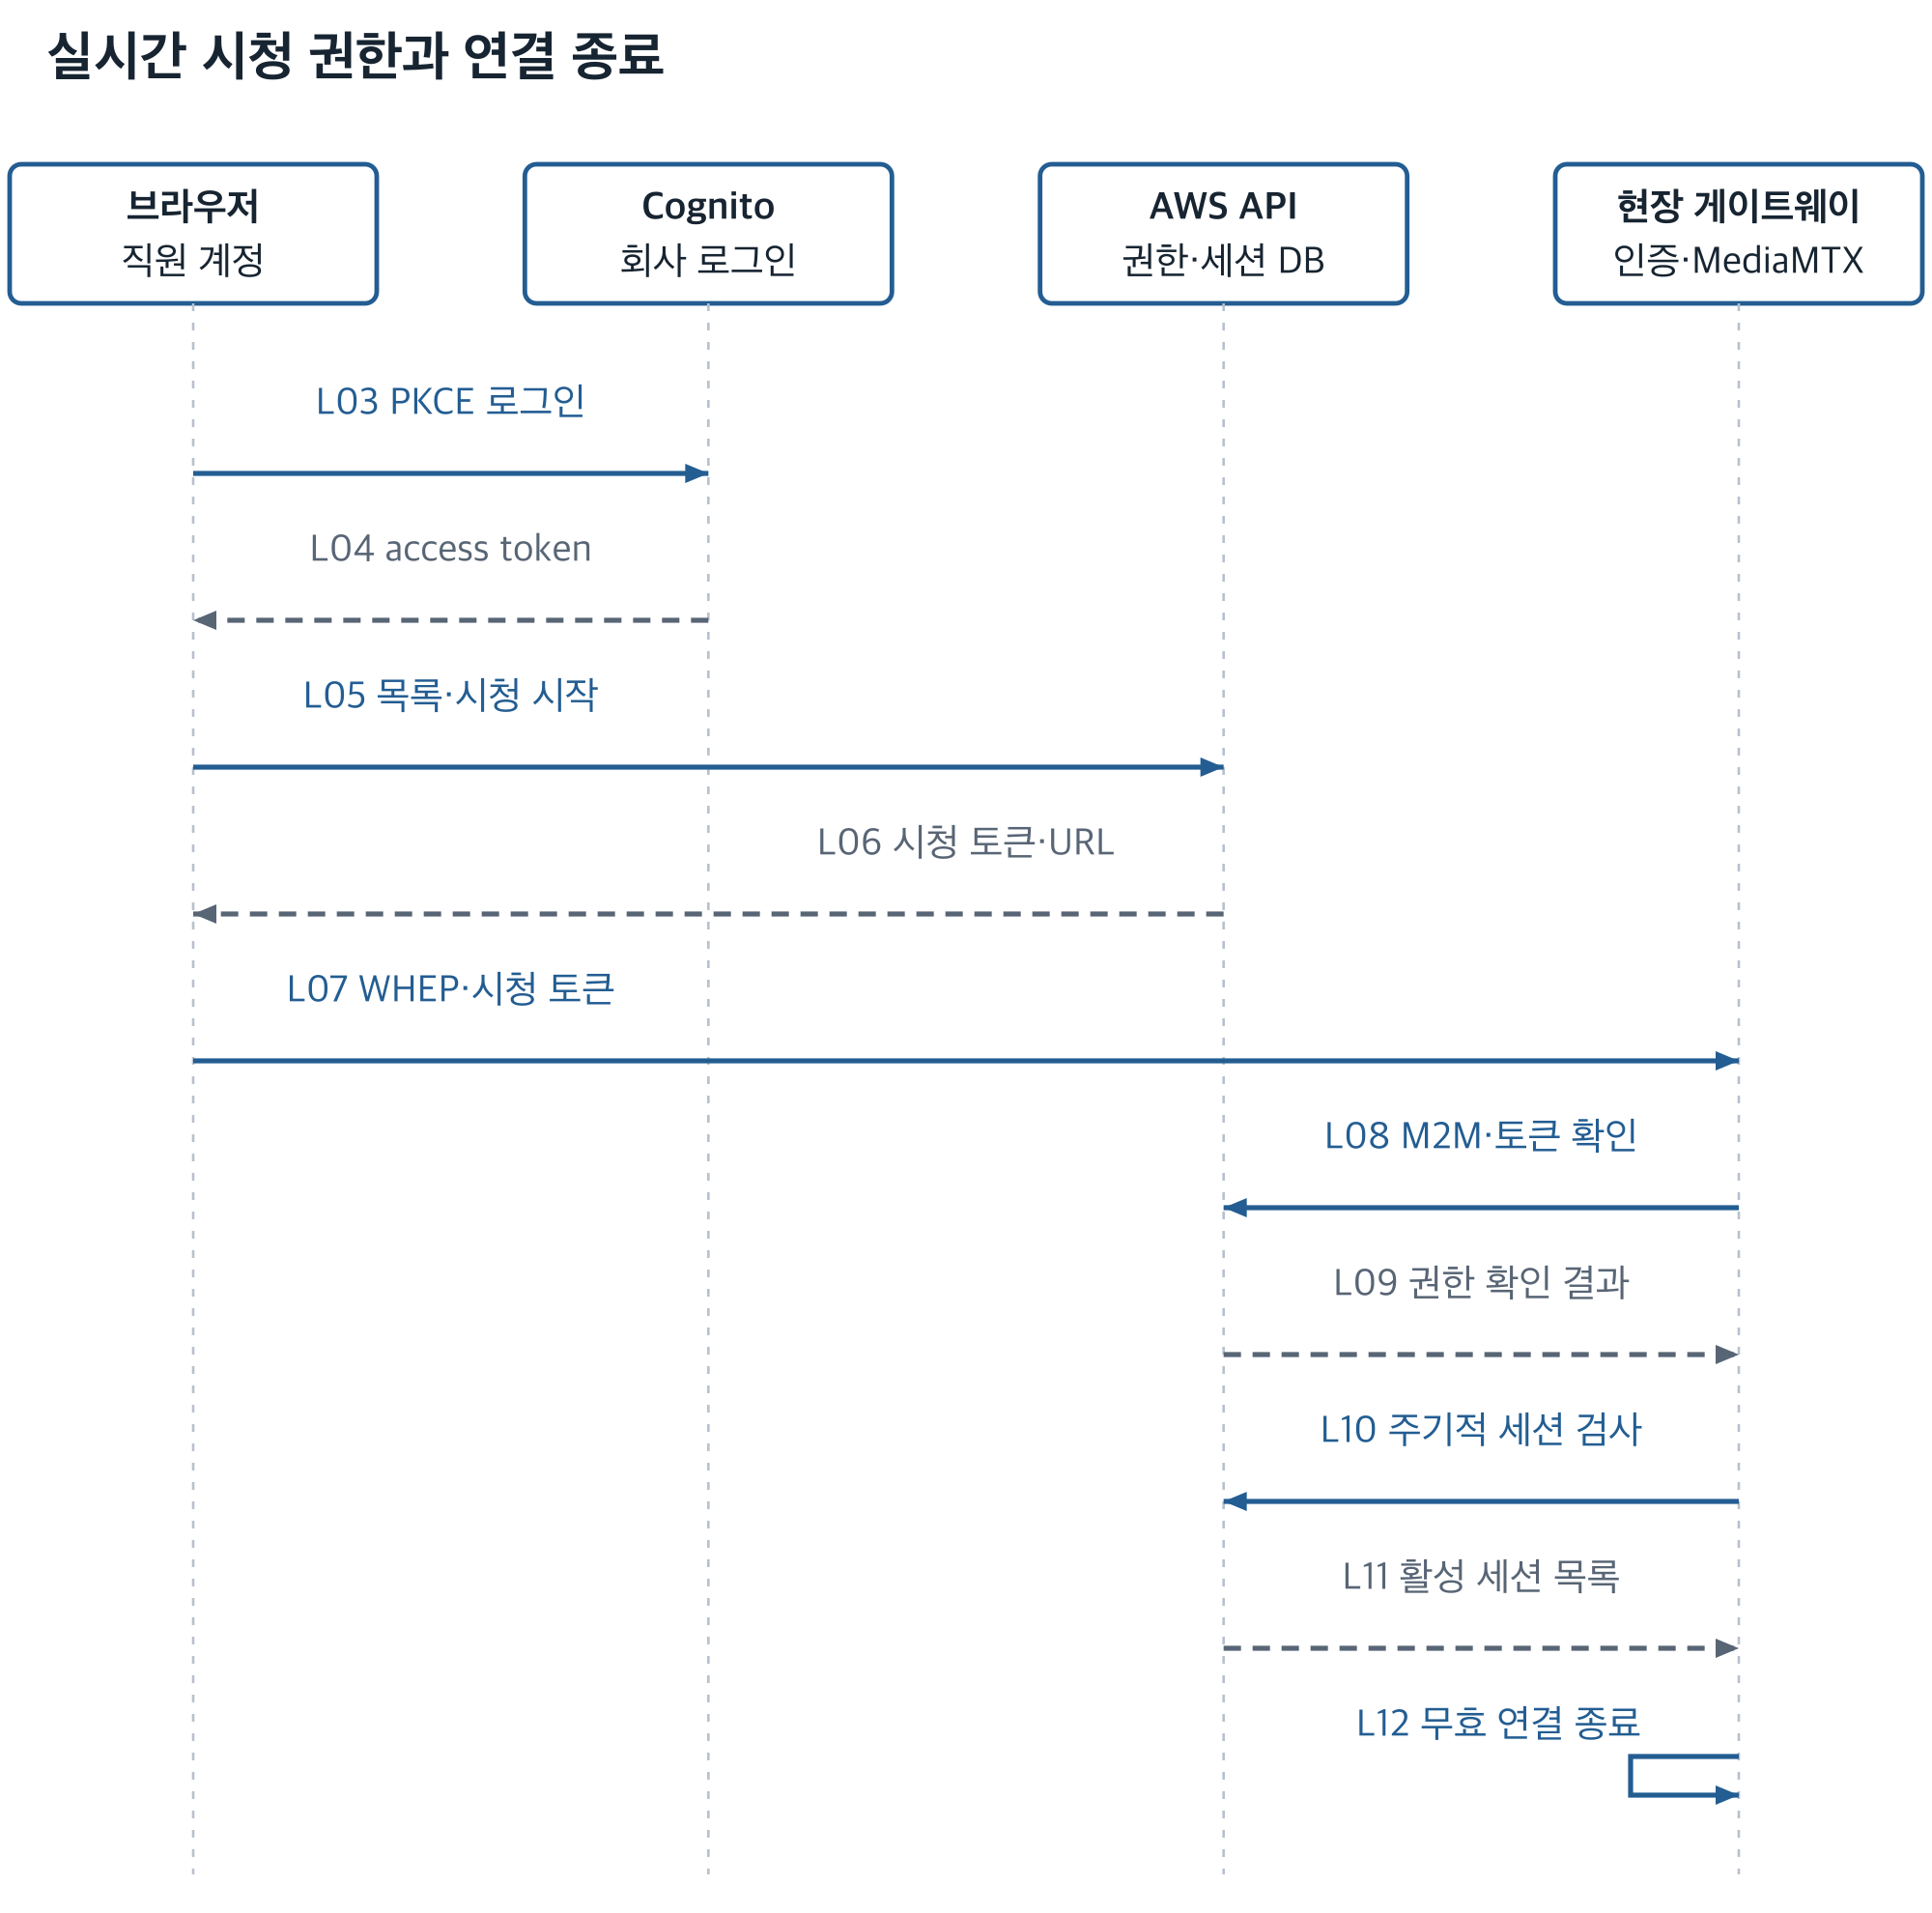 실시간 시청 권한과 연결 종료
브라우저
직원 계정
Cognito
회사 로그인
AWS API
권한·세션 DB
현장 게이트웨이
인증·MediaMTX
L03 PKCE 로그인
L04 access token
L05 목록·시청 시작
L06 시청 토큰·URL
L07 WHEP·시청 토큰
L08 M2M·토큰 확인
L09 권한 확인 결과
L10 주기적 세션 검사
L11 활성 세션 목록
L12 무효 연결 종료